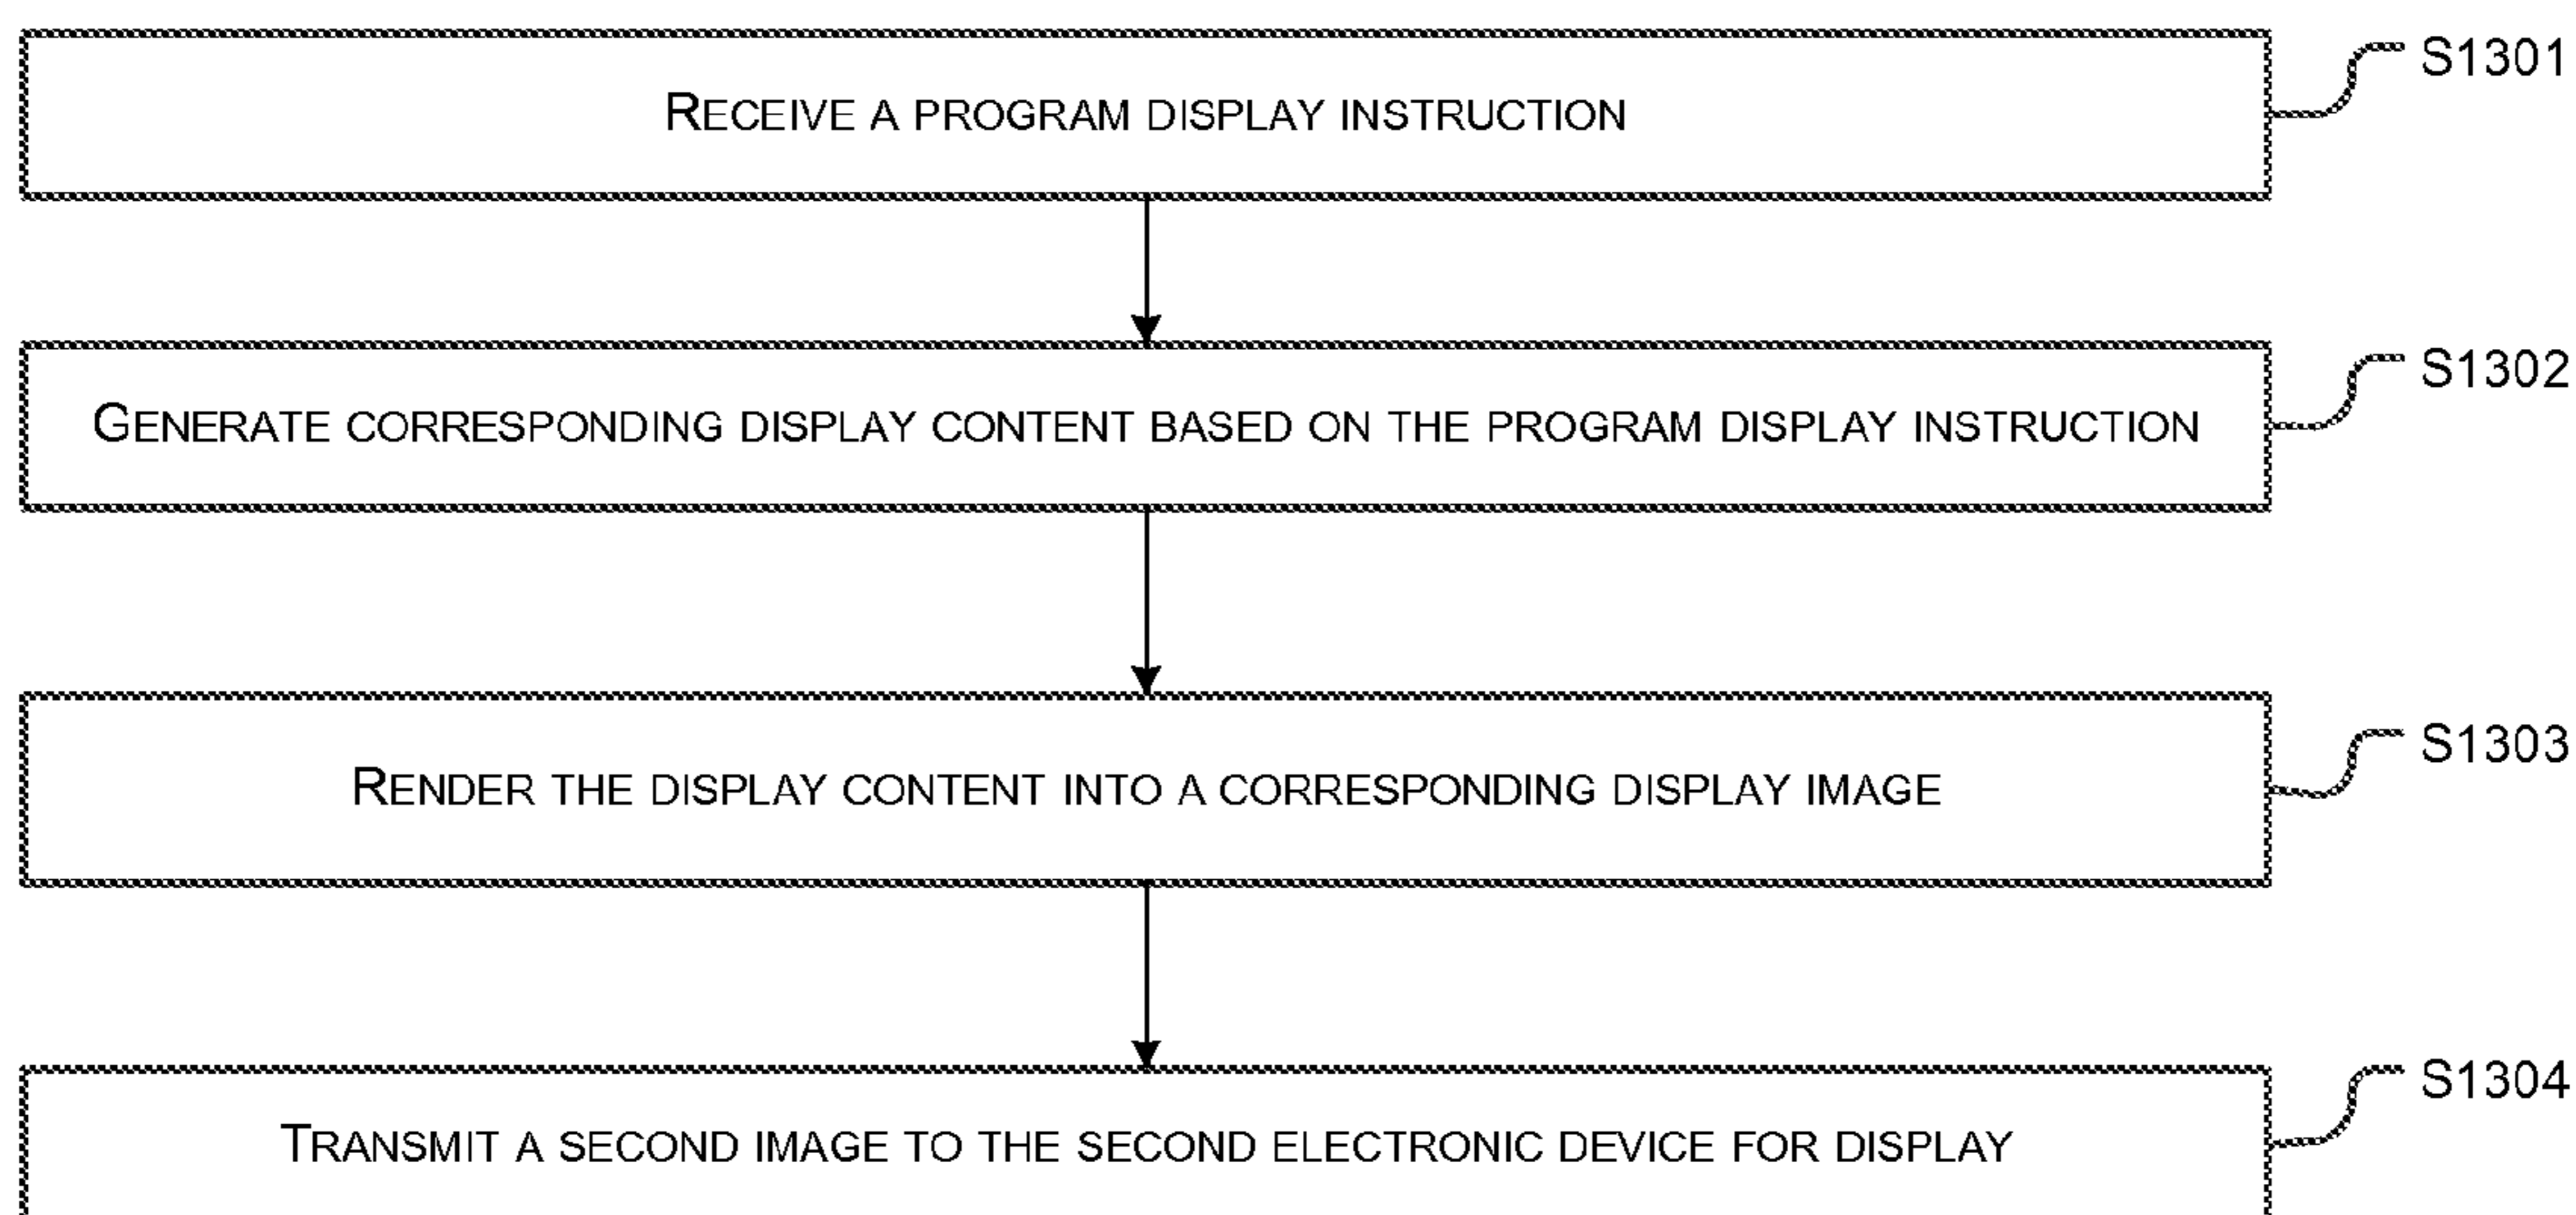 RECEIVE A PROGRAM DISPLAY INSTRUCTION
S1301
GENERATE CORRESPONDING DISPLAY CONTENT BASED ON THE PROGRAM DISPLAY INSTRUCTION
S1302
RENDER THE DISPLAY CONTENT INTO A CORRESPONDING DISPLAY IMAGE
S1303
TRANSMIT A SECOND IMAGE TO THE SECOND ELECTRONIC DEVICE FOR DISPLAY
S1304